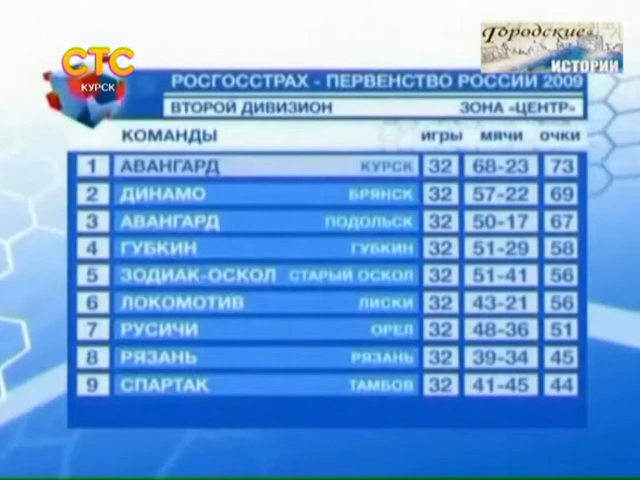 СТС
КУРСК
Городские
ИСТОРИИ
РОСГОССТРАХ - ПЕРВЕНСТВО РОССИИ 2009
ВТОРОЙ ДИВИЗИОН ЗОНА «ЦЕНТР»
КОМАНДЫ ИГРЫ МЯЧИ ОЧКИ
1 АВАНГАРД КУРСК 32 68-23 73
2 ДИНАМО БРЯНСК 32 57-22 69
3 АВАНГАРД ПОДОЛЬСК 32 50-17 67
4 ГУБКИН ГУБКИН 32 51-29 58
5 ЗОДИАК-ОСКОЛ СТАРЫЙ ОСКОЛ 32 51-41 56
6 ЛОКОМОТИВ ЛИСКИ 32 43-21 56
7 РУСИЧИ ОРЕЛ 32 48-36 51
8 РЯЗАНЬ РЯЗАНЬ 32 39-34 45
9 СПАРТАК ТАМБОВ 32 41-45 44